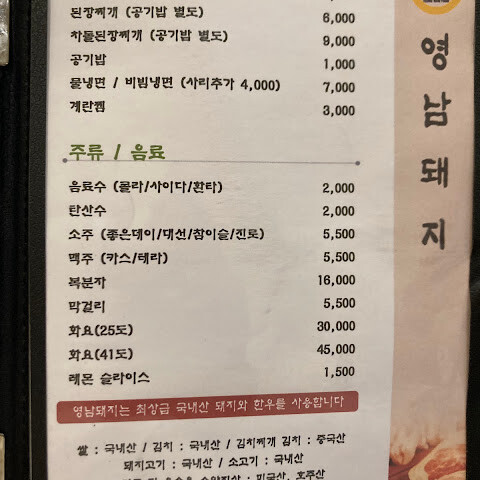 된장찌개 (공기밥 별도) 6,000
차돌된장찌개 (공기밥 별도) 9,000
공기밥 1,000
물냉면 / 비빔냉면 (사리추가 4,000) 7,000
계란찜 3,000
주류 / 음료
음료수 (콜라/사이다/환타) 2,000
탄산수 2,000
소주 (좋은데이/대선/참이슬/진로) 5,500
맥주 (카스/테라) 5,500
복분자 16,000
막걸리 5,500
화요(25도) 30,000
화요(41도) 45,000
레몬 슬라이스 1,500
영남돼지는 최상급 국내산 돼지와 한우를 사용합니다
쌀 : 국내산 / 김치 : 국내산 / 김치찌개 김치 : 중국산
돼지고기 : 국내산 / 소고기 : 국내산
미국산, 호주산
영남돼지